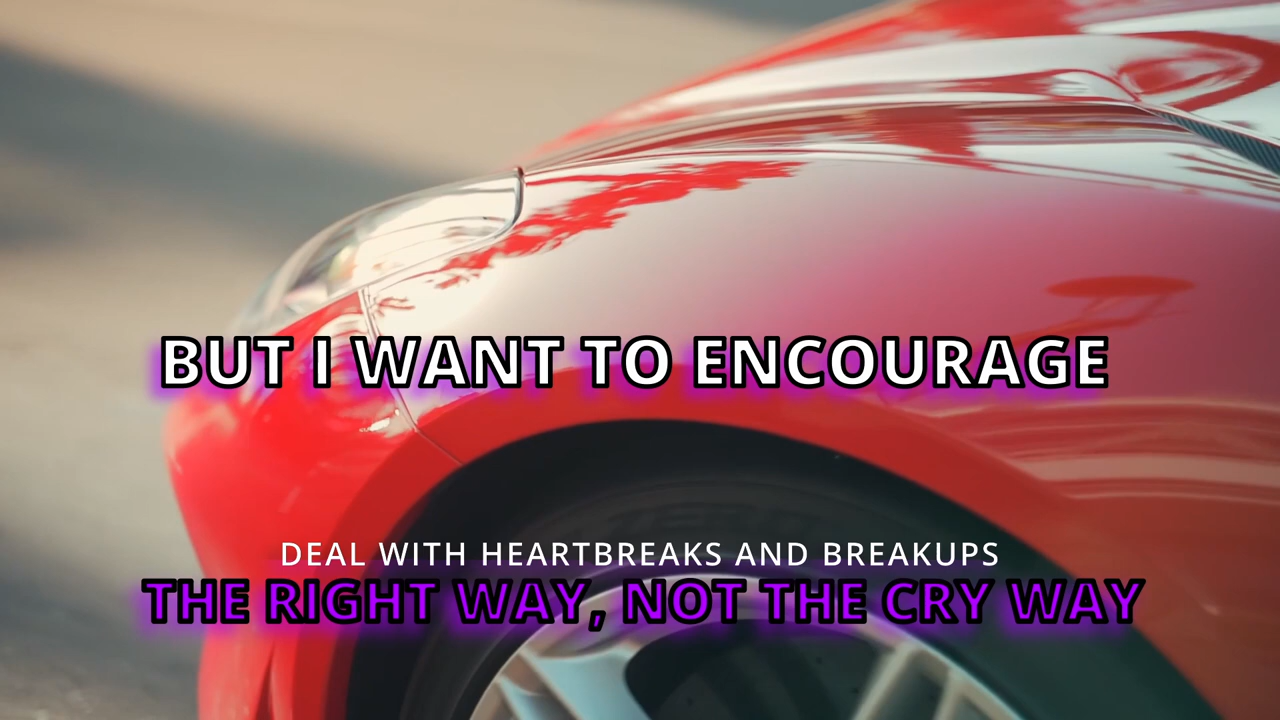 BUT I WANT TO ENCOURAGE
DEAL WITH HEARTBREAKS AND BREAKUPS
THE RIGHT WAY, NOT THE CRY WAY